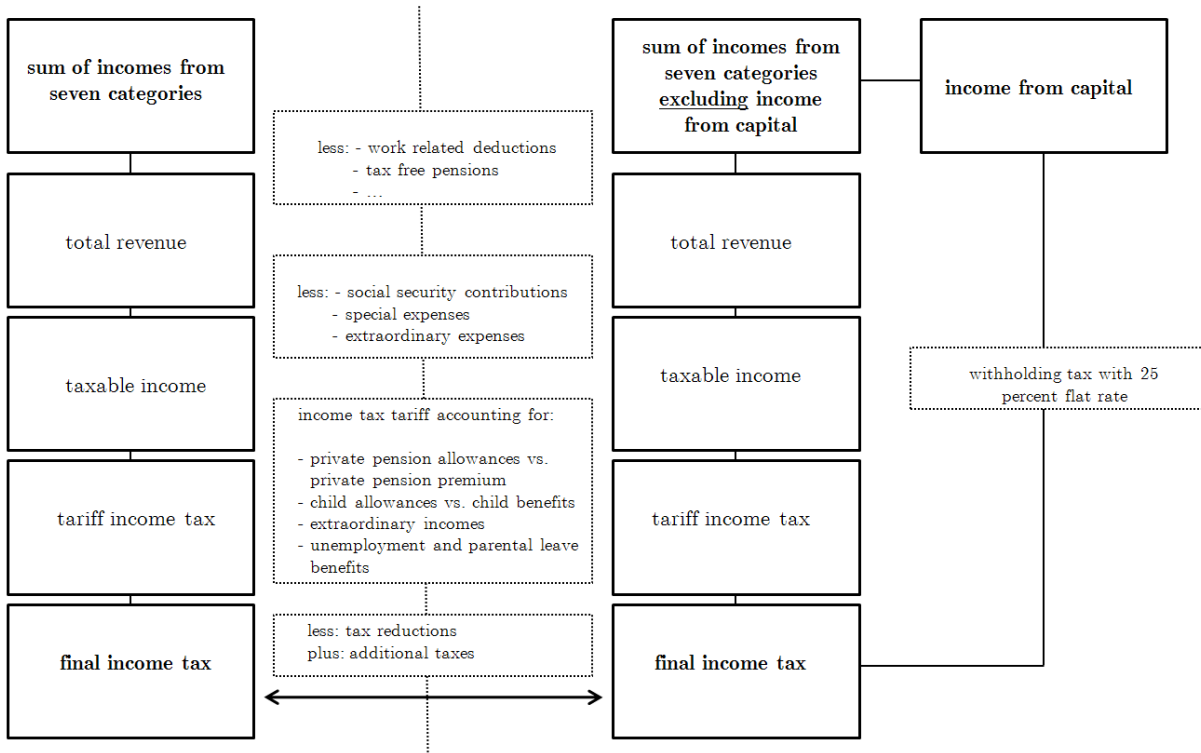 sum of incomes from
seven categories
total revenue
taxable income
tariff income tax
final income tax
less: - work related deductions
- tax free pensions
- ...
less: - social security contributions
- special expenses
- extraordinary expenses
income tax tariff accounting for:
- private pension allowances vs.
private pension premium
- child allowances vs. child benefits
- extraordinary incomes
- unemployment and parental leave
benefits
less: tax reductions
plus: additional taxes
sum of incomes from
seven categories
excluding income
from capital
total revenue
taxable income
tariff income tax
final income tax
income from capital
withholding tax with 25
percent flat rate